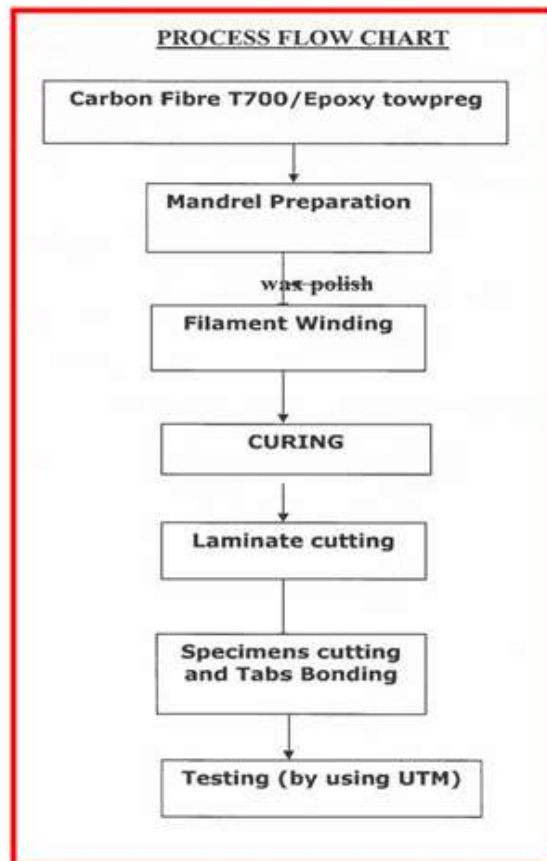 PROCESS FLOW CHART
Carbon Fibre T700/Epoxy towpreg
Mandrel Preparation
wax polish
Filament Winding
CURING
Laminate cutting
Specimens cutting
and Tabs Bonding
Testing (by using UTM)